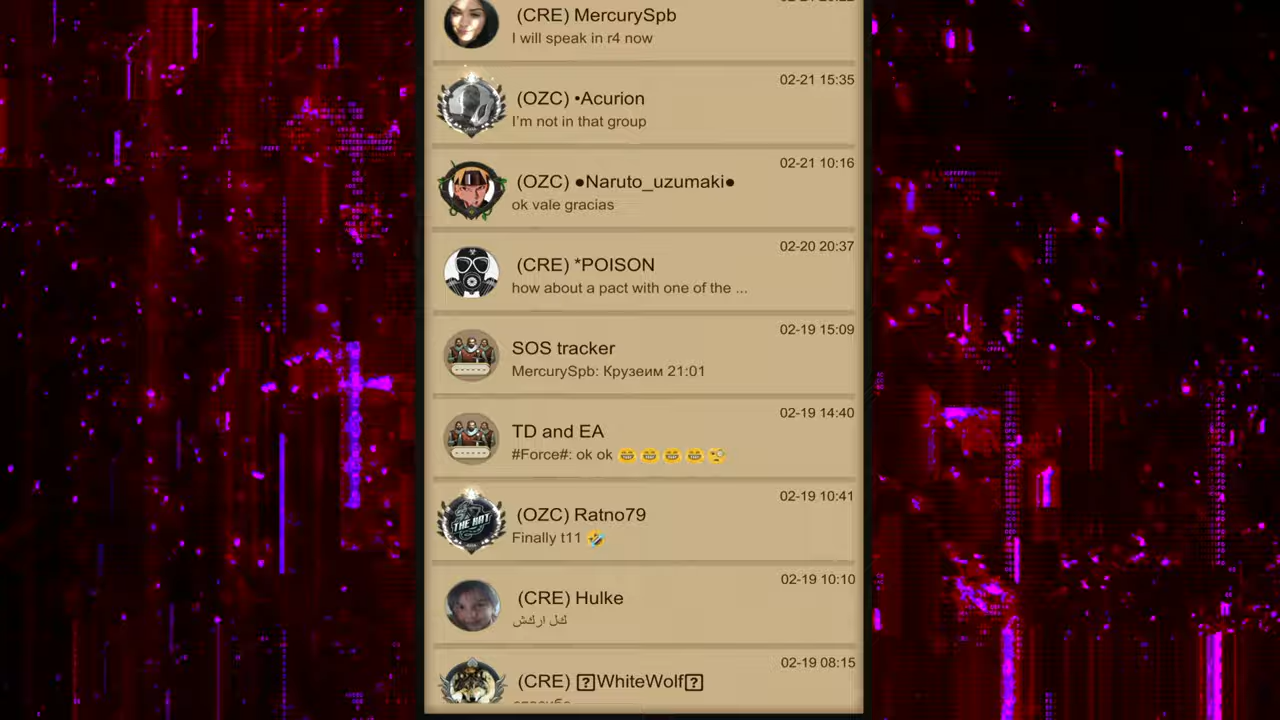 (CRE) MercurySpb
I will speak in r4 now
02-21 15:35
(OZC) •Acurion
I'm not in that group
02-21 10:16
(OZC) ●Naruto_uzumaki●
ok vale gracias
02-20 20:37
(CRE) *POISON
how about a pact with one of the ...
02-19 15:09
SOS tracker
MercurySpb: Крузеим 21:01
02-19 14:40
TD and EA
#Force#: ok ok 😂😂😂😂🧐
02-19 10:41
(OZC) Ratno79
THE RAT
Finally t11 🤣
02-19 10:10
(CRE) Hulke
كل اركش
02-19 08:15
(CRE) ⍰WhiteWolf⍰